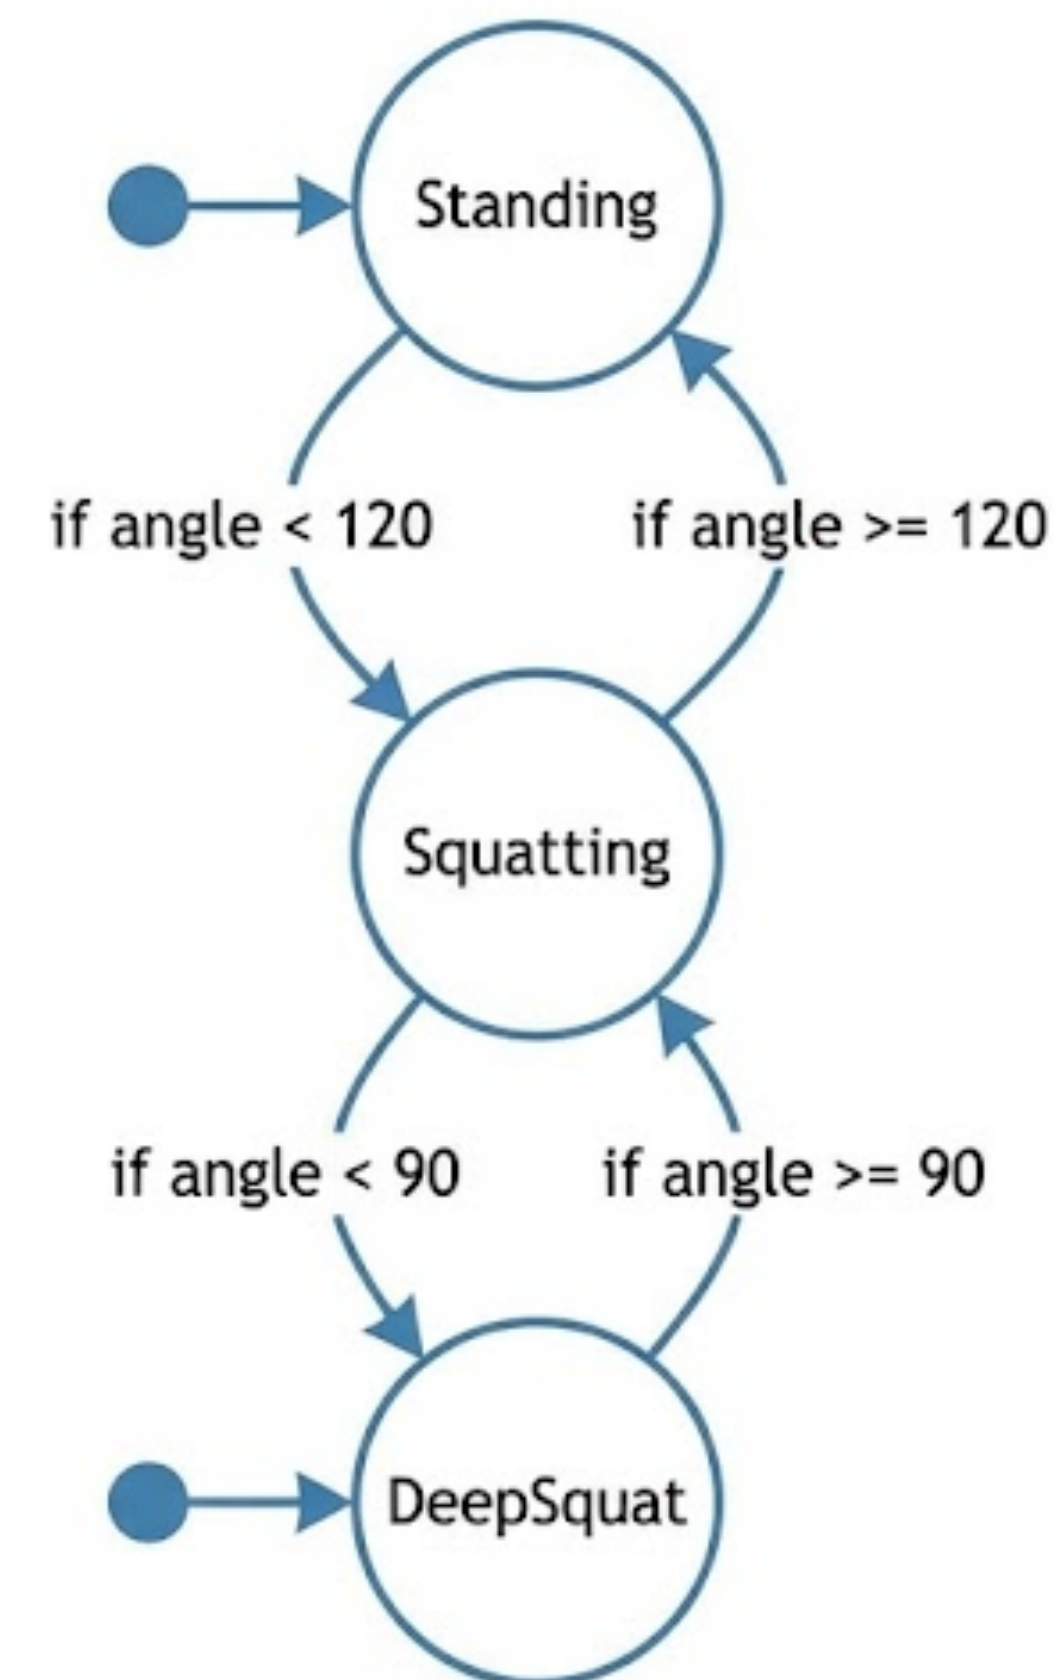 Standing
if angle < 120
if angle >= 120
Squatting
if angle < 90
if angle >= 90
DeepSquat